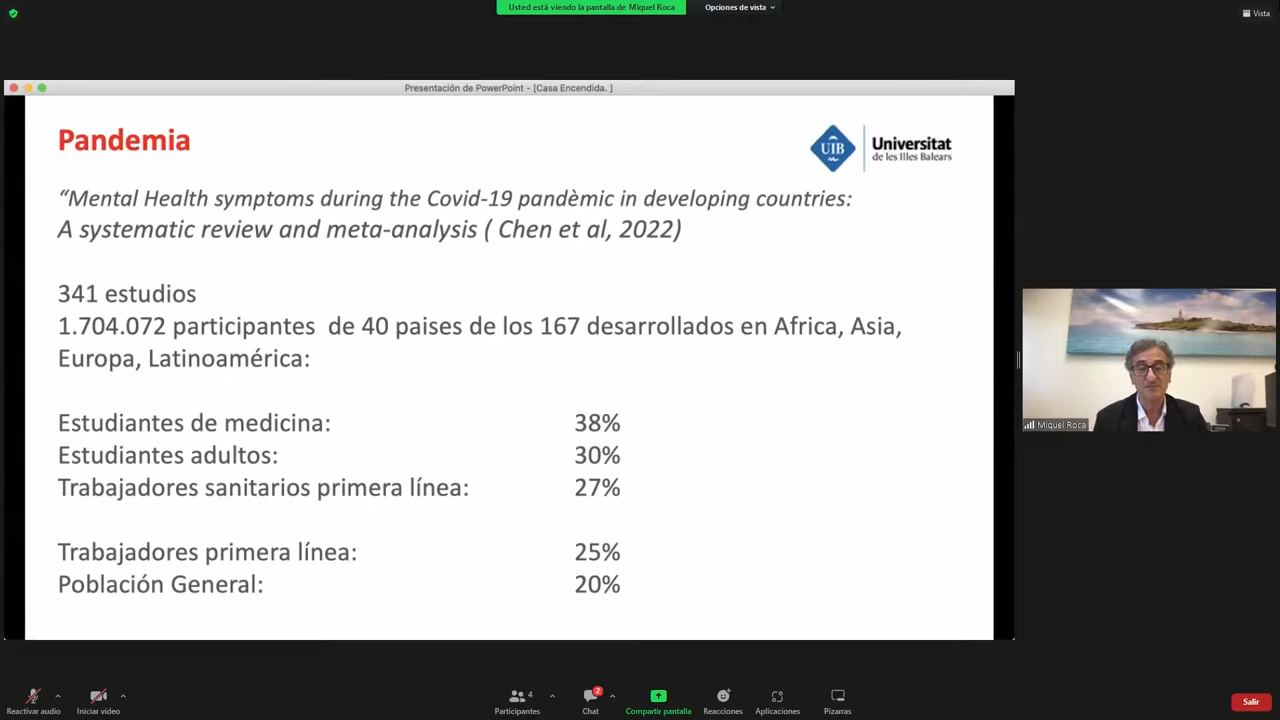 Usted está viendo la pantalla de Miquel Roca
Opciones de vista
Vista
Presentación de PowerPoint - [Casa Encendida. ]
Pandemia
UIB
Universitat
de les Illes Balears
“Mental Health symptoms during the Covid-19 pandèmic in developing countries:
A systematic review and meta-analysis ( Chen et al, 2022)
341 estudios
1.704.072 participantes de 40 paises de los 167 desarrollados en Africa, Asia,
Europa, Latinoamérica:
Estudiantes de medicina: 38%
Estudiantes adultos: 30%
Trabajadores sanitarios primera línea: 27%
Trabajadores primera línea: 25%
Población General: 20%
Miquel Roca
Reactivar audio
Iniciar video
4
Participantes
2
Chat
Compartir pantalla
Reacciones
Aplicaciones
Pizarras
Salir